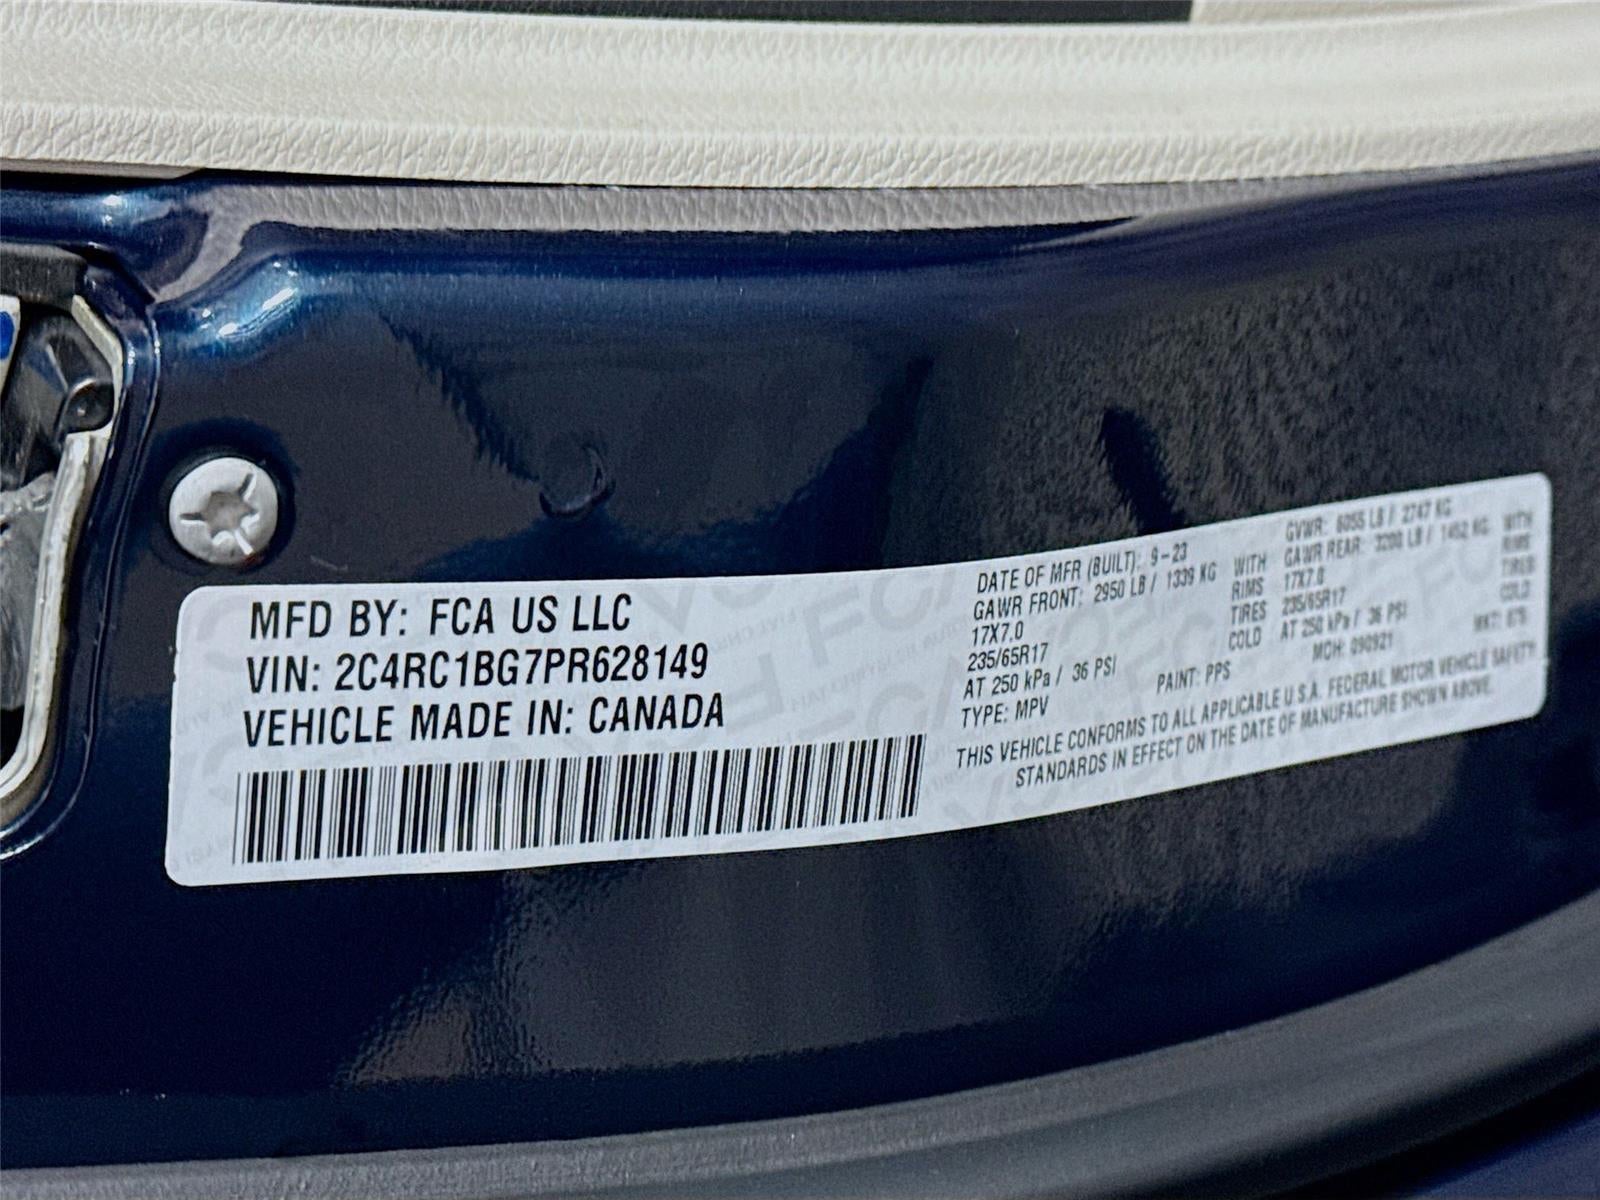 MFD BY: FCA US LLC
VIN: 2C4RC1BG7PR628149
VEHICLE MADE IN: CANADA
DATE OF MFR (BUILT): 9-23
GVWR: 6055 LB / 2747 KG
GAWR FRONT: 2950 LB / 1339 KG WITH
GAWR REAR: 3200 LB / 1452 KG WITH
17X7.0 RIMS
17X7.0 RIMS
235/65R17 TIRES
235/65R17 TIRES
AT 250 kPa / 36 PSI COLD
AT 250 kPa / 36 PSI COLD
TYPE: MPV
PAINT: PPS
MDH: 090921
THIS VEHICLE CONFORMS TO ALL APPLICABLE U.S.A. FEDERAL MOTOR VEHICLE SAFETY
STANDARDS IN EFFECT ON THE DATE OF MANUFACTURE SHOWN ABOVE.